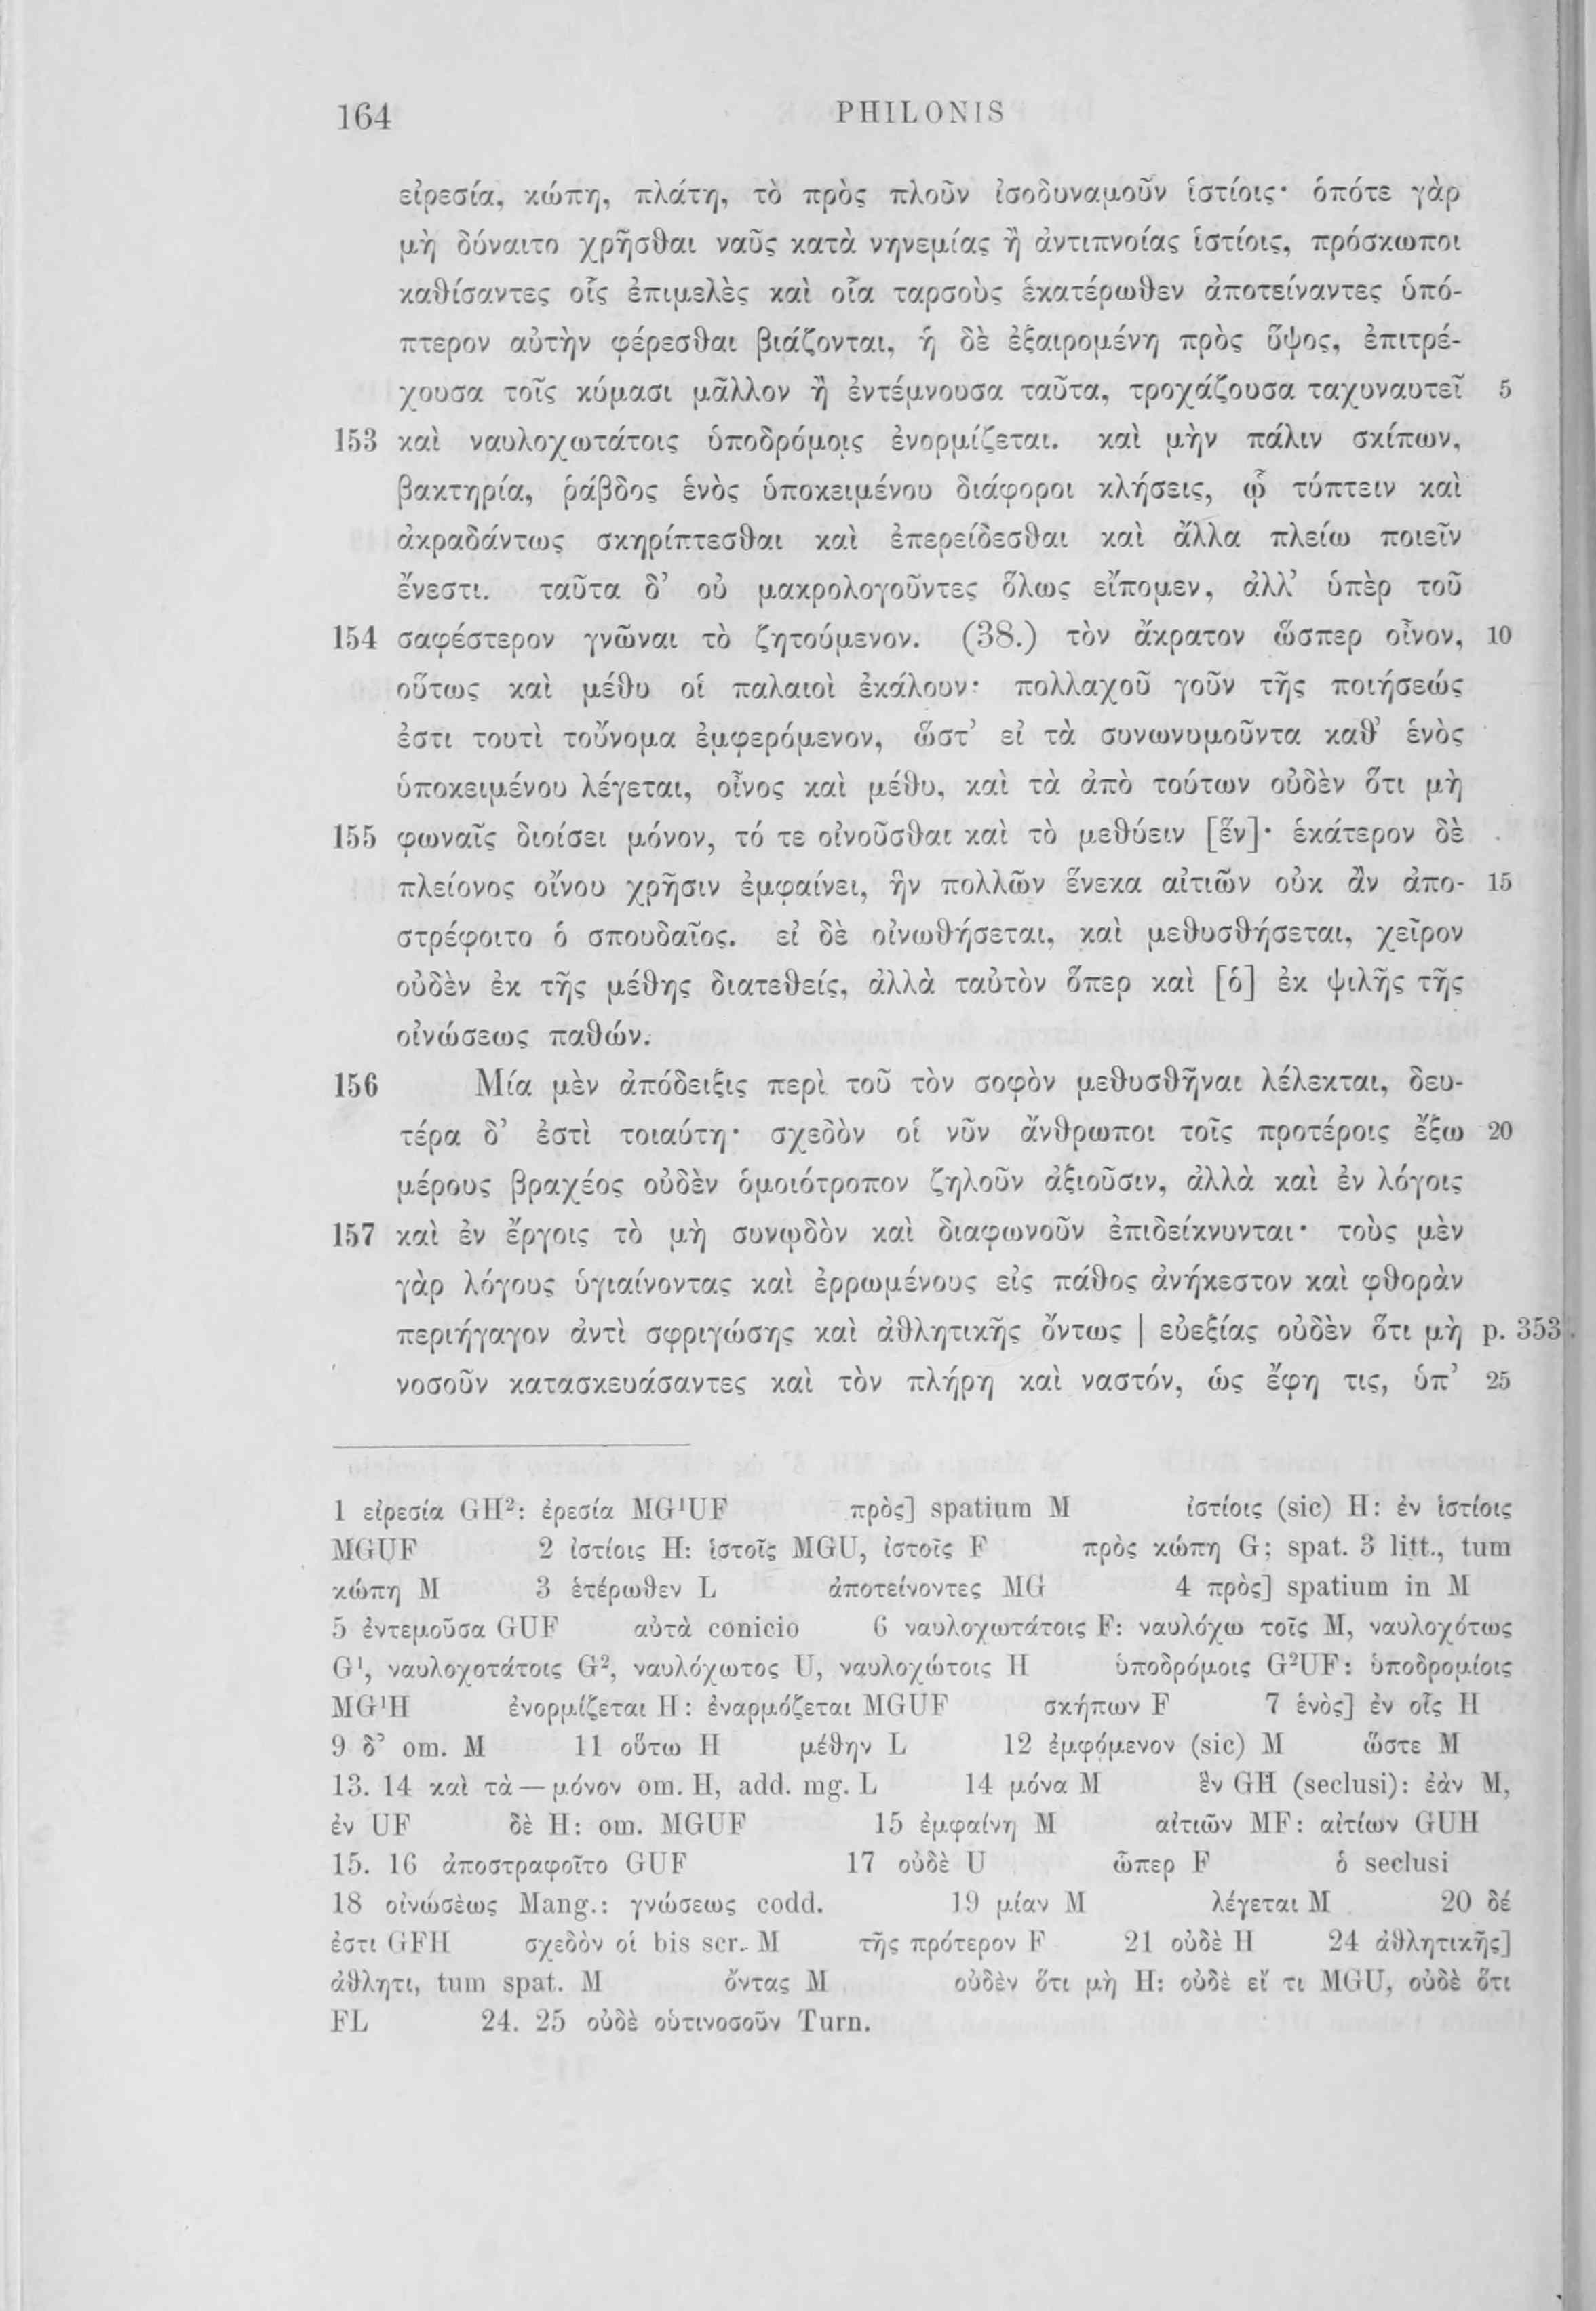 164 PHILONIS
εἰρεσία, κώπη, πλάτη, τὸ πρὸς πλοῦν ἰσοδυναμοῦν ἱστίοις· ὁπότε γὰρ
μὴ δύναιτο χρῆσθαι ναῦς κατὰ νηνεμίας ἢ ἀντιπνοίας ἱστίοις, πρόσκωποι
καθίσαντες οἷς ἐπιμελὲς καὶ οἷα ταρσοὺς ἑκατέρωθεν ἀποτείναντες ὑπό-
πτερον αὐτὴν φέρεσθαι βιάζονται, ἡ δὲ ἐξαιρομένη πρὸς ὕψος, ἐπιτρέ-
χουσα τοῖς κύμασι μᾶλλον ἢ ἐντέμνουσα ταῦτα, τροχάζουσα ταχυναυτεῖ 5
153 καὶ ναυλοχωτάτοις ὑποδρόμοις ἐνορμίζεται. καὶ μὴν πάλιν σκίπων,
βακτηρία, ῥάβδος ἑνὸς ὑποκειμένου διάφοροι κλήσεις, ᾧ τύπτειν καὶ
ἀκραδάντως σκηρίπτεσθαι καὶ ἐπερείδεσθαι καὶ ἄλλα πλείω ποιεῖν
ἔνεστι. ταῦτα δ’ οὐ μακρολογοῦντες ὅλως εἴπομεν, ἀλλ’ ὑπὲρ τοῦ
154 σαφέστερον γνῶναι τὸ ζητούμενον. (38.) τὸν ἄκρατον ὥσπερ οἶνον, 10
οὕτως καὶ μέθυ οἱ παλαιοὶ ἐκάλουν· πολλαχοῦ γοῦν τῆς ποιήσεώς
ἐστι τουτὶ τοὔνομα ἐμφερόμενον, ὥστ’ εἰ τὰ συνωνυμοῦντα καθ’ ἑνὸς
ὑποκειμένου λέγεται, οἶνος καὶ μέθυ, καὶ τὰ ἀπὸ τούτων οὐδὲν ὅτι μὴ
155 φωναῖς διοίσει μόνον, τό τε οἰνοῦσθαι καὶ τὸ μεθύειν [ἕν]· ἑκάτερον δὲ
πλείονος οἴνου χρῆσιν ἐμφαίνει, ἣν πολλῶν ἕνεκα αἰτιῶν οὐκ ἂν ἀπο- 15
στρέφοιτο ὁ σπουδαῖος. εἰ δὲ οἰνωθήσεται, καὶ μεθυσθήσεται, χεῖρον
οὐδὲν ἐκ τῆς μέθης διατεθείς, ἀλλὰ ταὐτὸν ὅπερ καὶ [ὁ] ἐκ ψιλῆς τῆς
οἰνώσεως παθών.
156 Μία μὲν ἀπόδειξις περὶ τοῦ τὸν σοφὸν μεθυσθῆναι λέλεκται, δευ-
τέρα δ’ ἐστὶ τοιαύτη· σχεδὸν οἱ νῦν ἄνθρωποι τοῖς προτέροις ἔξω 20
μέρους βραχέος οὐδὲν ὁμοιότροπον ζηλοῦν ἀξιοῦσιν, ἀλλὰ καὶ ἐν λόγοις
157 καὶ ἐν ἔργοις τὸ μὴ συνῳδὸν καὶ διαφωνοῦν ἐπιδείκνυνται· τοὺς μὲν
γὰρ λόγους ὑγιαίνοντας καὶ ἐρρωμένους εἰς πάθος ἀνήκεστον καὶ φθορὰν
περιήγαγον ἀντὶ σφριγώσης καὶ ἀθλητικῆς ὄντως | εὐεξίας οὐδὲν ὅτι μὴ p. 353
νοσοῦν κατασκευάσαντες καὶ τὸν πλήρη καὶ ναστόν, ὡς ἔφη τις, ὑπ’ 25
1 εἰρεσία GH²: ἐρεσία MG¹UF πρὸς] spatium M ἰστίοις (sic) H: ἐν ἱστίοις
MGUF 2 ἰστίοις H: ἱστοῖς MGU, ἰστοῖς F πρὸς κώπη G; spat. 3 litt., tum
κώπη M 3 ἑτέρωθεν L ἀποτείνοντες MG 4 πρὸς] spatium in M
5 ἐντεμοῦσα GUF αὐτὰ conicio 6 ναυλοχωτάτοις F: ναυλόχω τοῖς M, ναυλοχότως
G¹, ναυλοχοτάτοις G², ναυλόχωτος U, ναυλοχώτοις H ὑποδρόμοις G²UF: ὑποδρομίοις
MG¹H ἐνορμίζεται H: ἐναρμόζεται MGUF σκήπων F 7 ἑνὸς] ἐν οἷς H
9 δ’ om. M 11 οὕτω H μέθην L 12 ἐμφόμενον (sic) M ὥστε M
13. 14 καὶ τὰ — μόνον om. H, add. mg. L 14 μόνα M ἓν GH (seclusi): ἐὰν M,
ἐν UF δὲ H: om. MGUF 15 ἐμφαίνη M αἰτιῶν MF: αἰτίων GUH
15. 16 ἀποστραφοῖτο GUF 17 οὐδὲ U ὥπερ F ὁ seclusi
18 οἰνώσεως Mang.: γνώσεως codd. 19 μίαν M λέγεται M 20 δέ
ἐστι GFH σχεδὸν οἱ bis scr. M τῆς πρότερον F 21 οὐδὲ H 24 ἀθλητικῆς]
ἀθλητι, tum spat. M ὄντας M οὐδὲν ὅτι μὴ H: οὐδὲ εἴ τι MGU, οὐδὲ ὅτι
FL 24. 25 οὐδὲ οὑτινοσοῦν Turn.